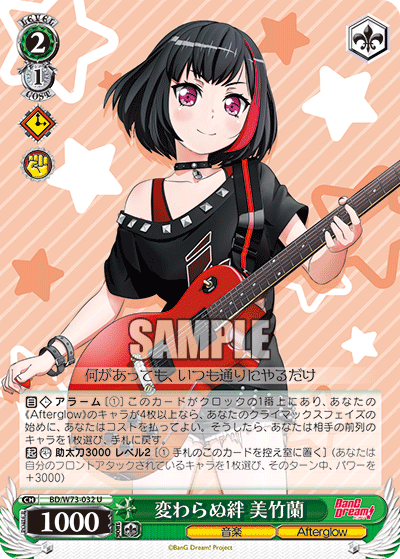 LEVEL
2
1
COST
SAMPLE
何があっても、いつも通りにやるだけ
自 アラーム [①] このカードがクロックの1番上にあり、あなたの
《Afterglow》のキャラが4枚以上なら、あなたのクライマックスフェイズの
始めに、あなたはコストを払ってよい。そうしたら、あなたは相手の前列の
キャラを1枚選び、手札に戻す。
起 助太刀3000 レベル2 [① 手札のこのカードを控え室に置く] (あなたは
自分のフロントアタックされているキャラを1枚選び、そのターン中、パワーを
+3000)
CH BD/W73-032 U
1000
変わらぬ絆 美竹蘭
BanG Dream!
音楽
Afterglow
©BanG Dream! Project